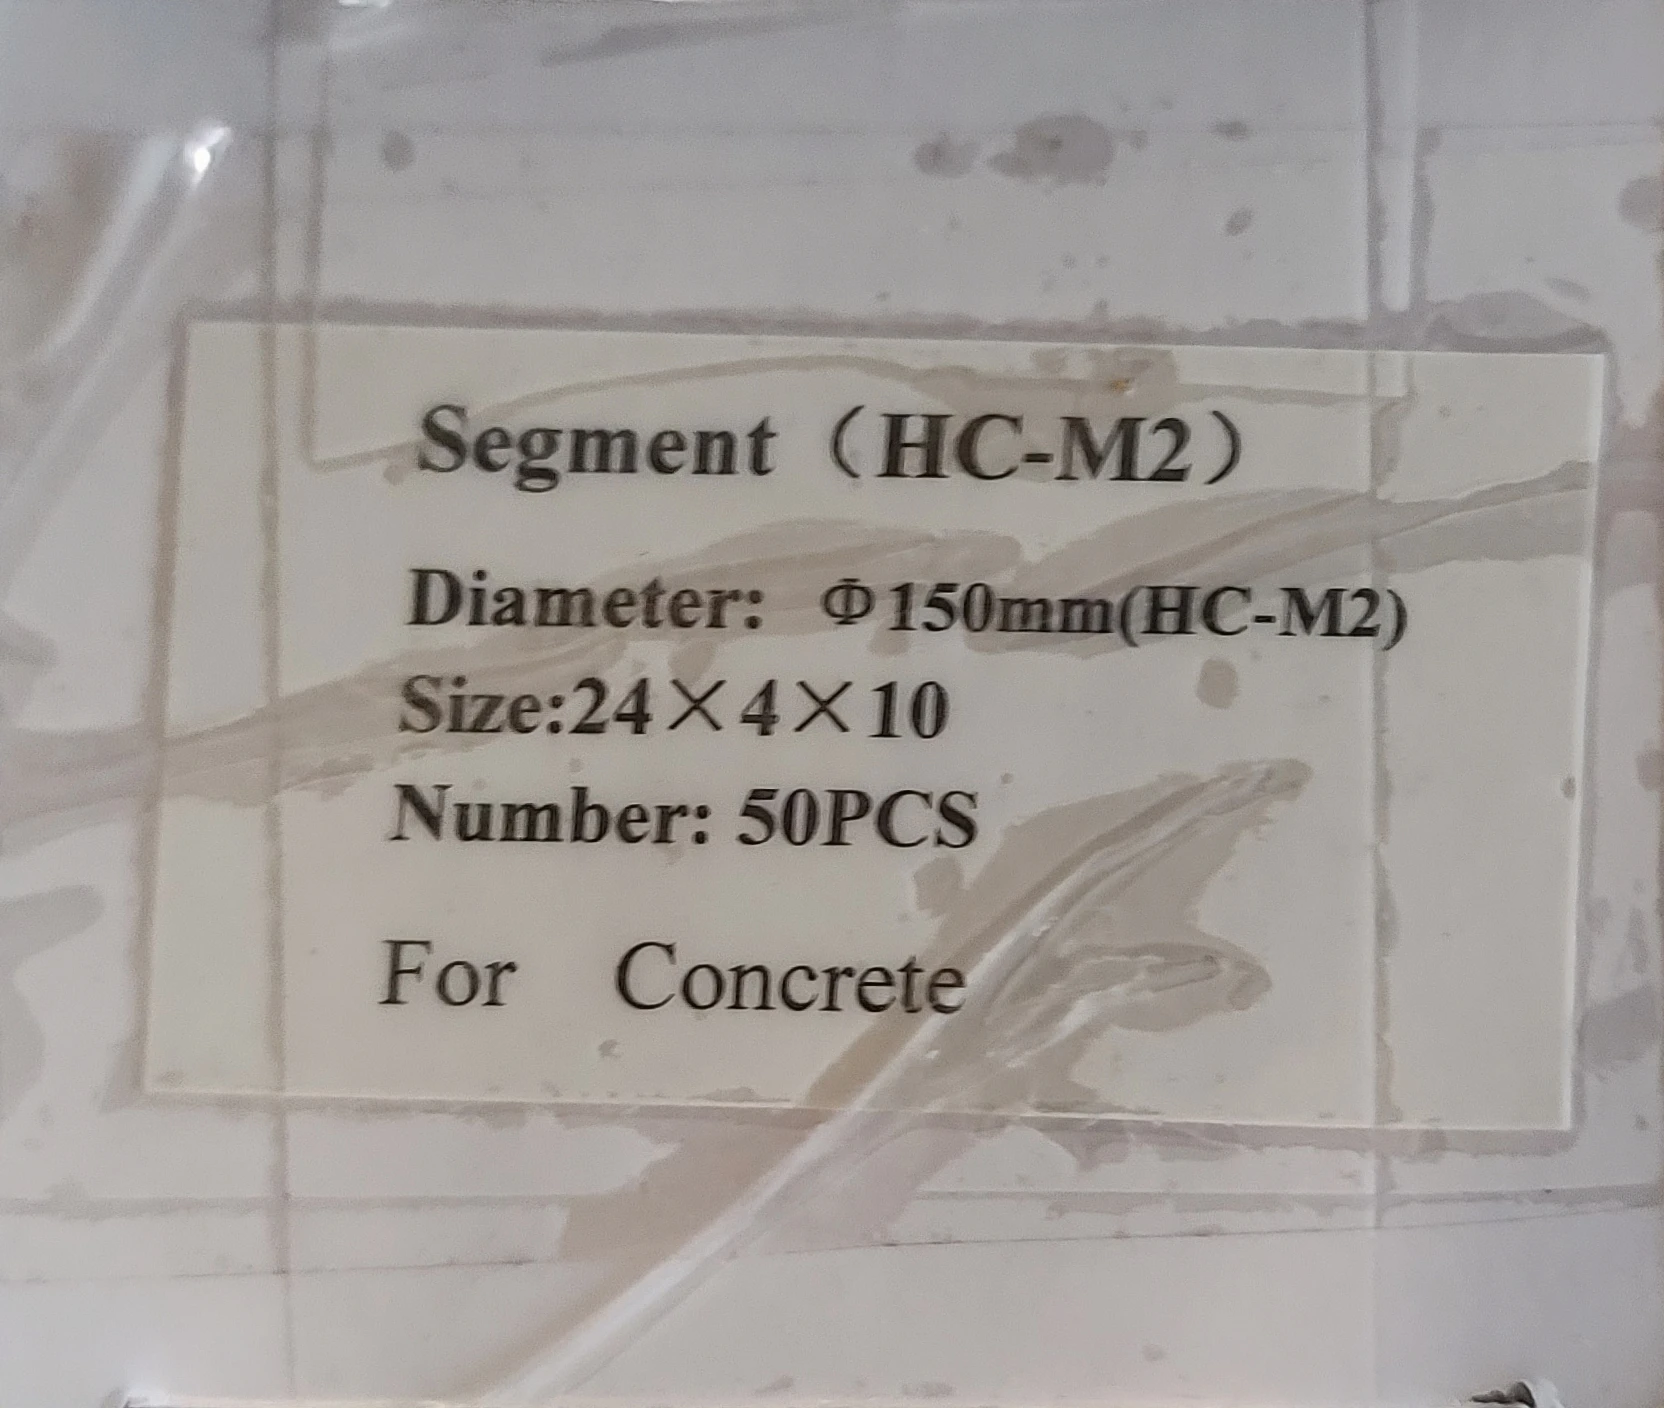 Segment（HC-M2）
Diameter: Φ150mm(HC-M2)
Size:24×4×10
Number: 50PCS
For Concrete